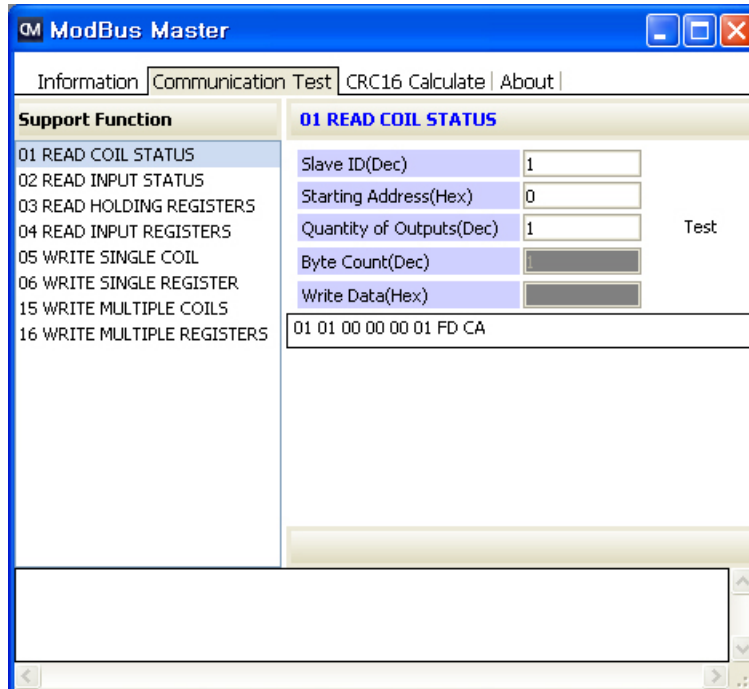 CM ModBus Master
Information Communication Test CRC16 Calculate About
Support Function
01 READ COIL STATUS
02 READ INPUT STATUS
03 READ HOLDING REGISTERS
04 READ INPUT REGISTERS
05 WRITE SINGLE COIL
06 WRITE SINGLE REGISTER
15 WRITE MULTIPLE COILS
16 WRITE MULTIPLE REGISTERS
01 READ COIL STATUS
Slave ID(Dec) 1
Starting Address(Hex) 0
Quantity of Outputs(Dec) 1
Test
Byte Count(Dec) 1
Write Data(Hex)
01 01 00 00 00 01 FD CA